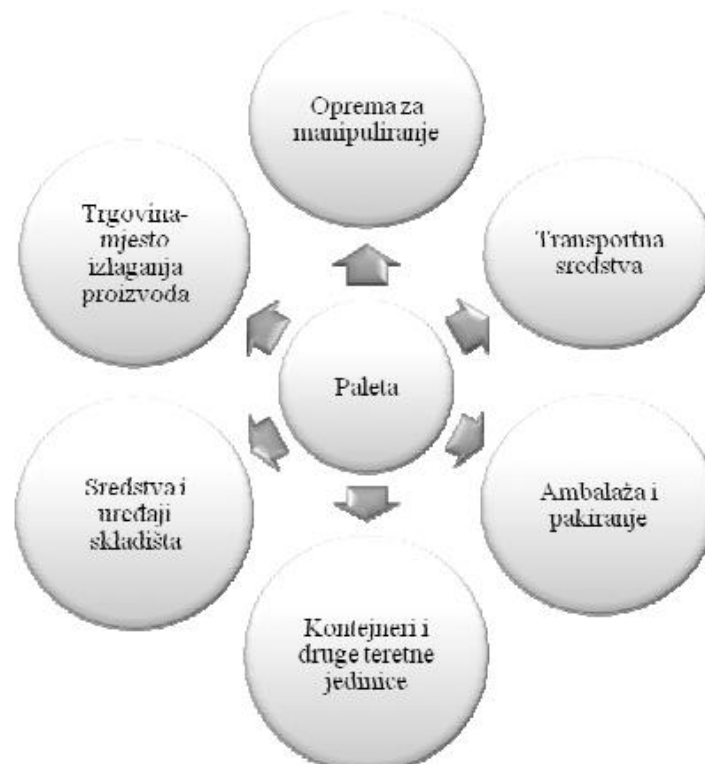 Oprema za
manipuliranje
Transportna
sredstva
Ambalaža i
pakiranje
Kontejneri i
druge teretne
jedinice
Sredstva i
uređaji
skladišta
Trgovina-
mjesto
izlaganja
proizvoda
Paleta